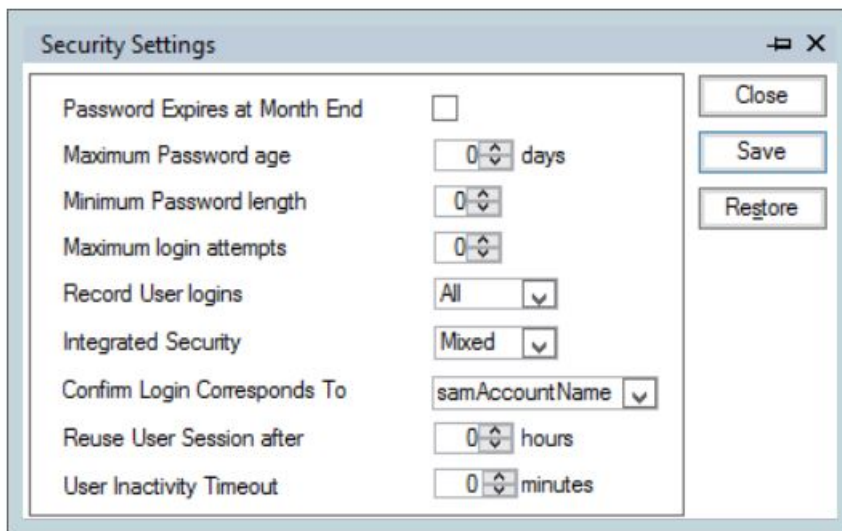 Security Settings
Password Expires at Month End
Close
Maximum Password age 0 days
Save
Minimum Password length 0
Restore
Maximum login attempts 0
Record User logins All
Integrated Security Mixed
Confirm Login Corresponds To samAccountName
Reuse User Session after 0 hours
User Inactivity Timeout 0 minutes